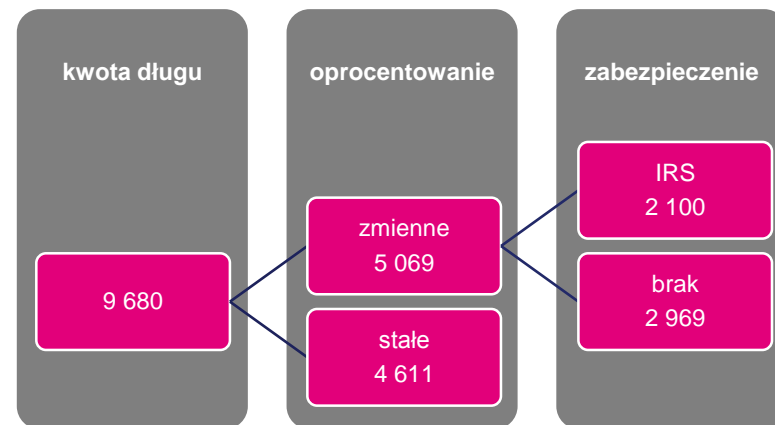 kwota długu
9 680
oprocentowanie
zmienne
5 069
stałe
4 611
zabezpieczenie
IRS
2 100
brak
2 969